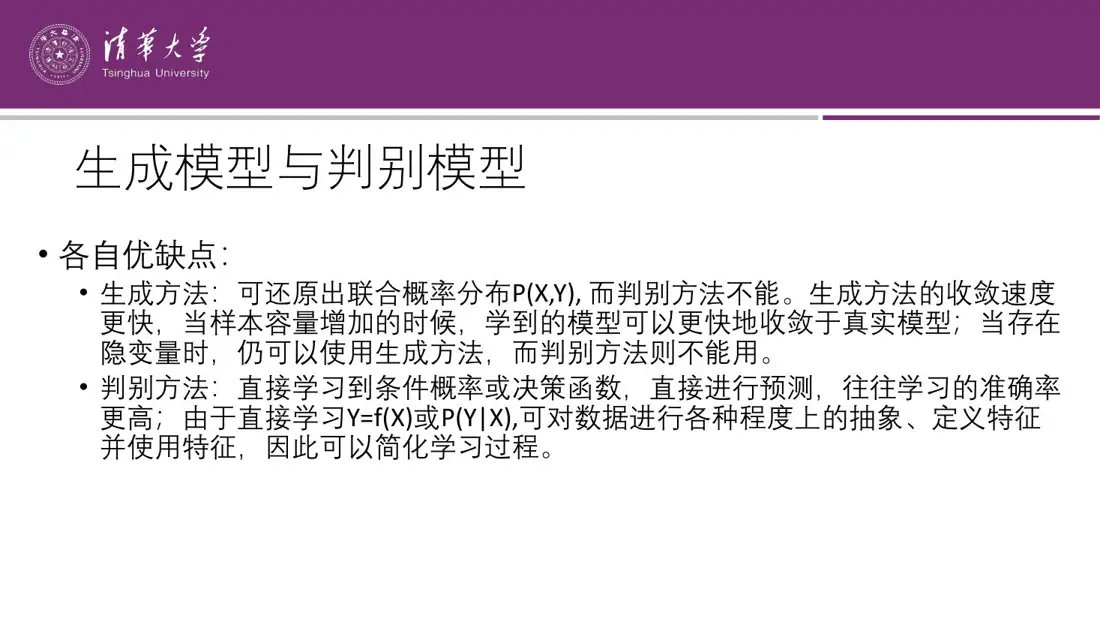 清华大学
Tsinghua University
生成模型与判别模型
• 各自优缺点：
• 生成方法：可还原出联合概率分布P(X,Y), 而判别方法不能。生成方法的收敛速度
更快，当样本容量增加的时候，学到的模型可以更快地收敛于真实模型；当存在
隐变量时，仍可以使用生成方法，而判别方法则不能用。
• 判别方法：直接学习到条件概率或决策函数，直接进行预测，往往学习的准确率
更高；由于直接学习Y=f(X)或P(Y|X),可对数据进行各种程度上的抽象、定义特征
并使用特征，因此可以简化学习过程。